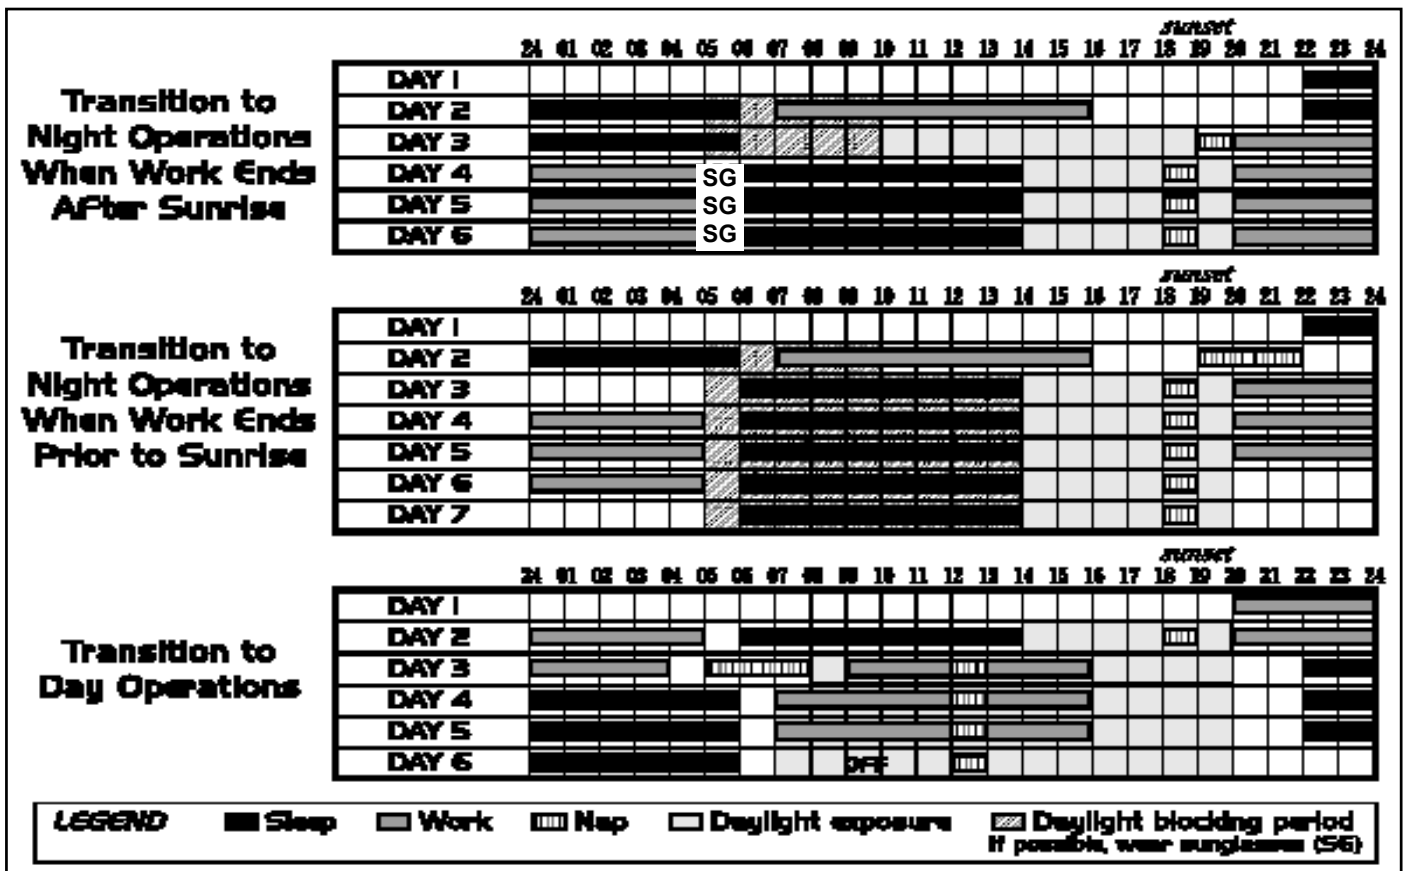 sunset
24 01 02 03 04 05 06 07 08 09 10 11 12 13 14 15 16 17 18 19 20 21 22 23 24
Transition to
Night Operations
When Work Ends
After Sunrise
DAY 1
DAY 2
DAY 3
DAY 4 SG
DAY 5 SG
DAY 6 SG
sunset
24 01 02 03 04 05 06 07 08 09 10 11 12 13 14 15 16 17 18 19 20 21 22 23 24
Transition to
Night Operations
When Work Ends
Prior to Sunrise
DAY 1
DAY 2
DAY 3
DAY 4
DAY 5
DAY 6
DAY 7
sunset
24 01 02 03 04 05 06 07 08 09 10 11 12 13 14 15 16 17 18 19 20 21 22 23 24
Transition to
Day Operations
DAY 1
DAY 2
DAY 3
DAY 4
DAY 5
DAY 6 OFF
LEGEND Sleep Work Nap Daylight exposure Daylight blocking period
If possible, wear sunglasses (SG)